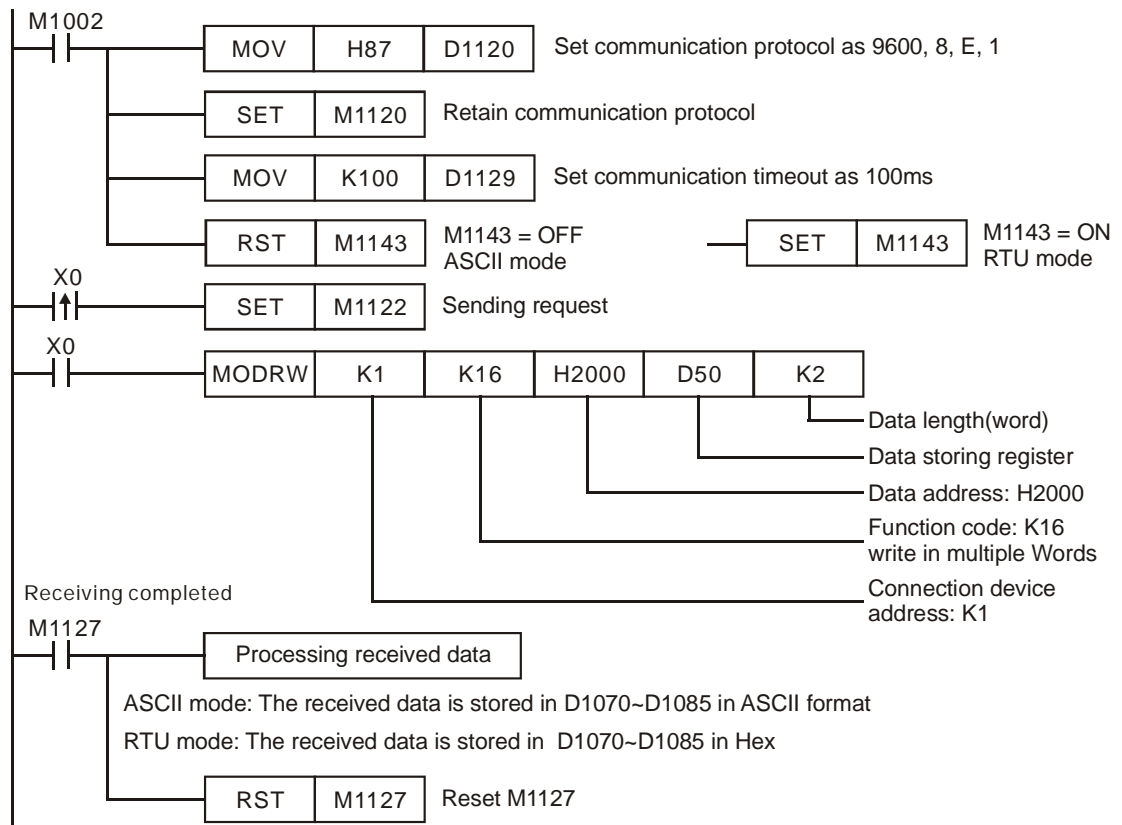 M1002
MOV H87 D1120 Set communication protocol as 9600, 8, E, 1
SET M1120 Retain communication protocol
MOV K100 D1129 Set communication timeout as 100ms
RST M1143 M1143 = OFF
ASCII mode
SET M1143 M1143 = ON
RTU mode
X0
SET M1122 Sending request
X0
MODRW K1 K16 H2000 D50 K2
Data length(word)
Data storing register
Data address: H2000
Function code: K16
write in multiple Words
Connection device
address: K1
Receiving completed
M1127
Processing received data
ASCII mode: The received data is stored in D1070~D1085 in ASCII format
RTU mode: The received data is stored in D1070~D1085 in Hex
RST M1127 Reset M1127